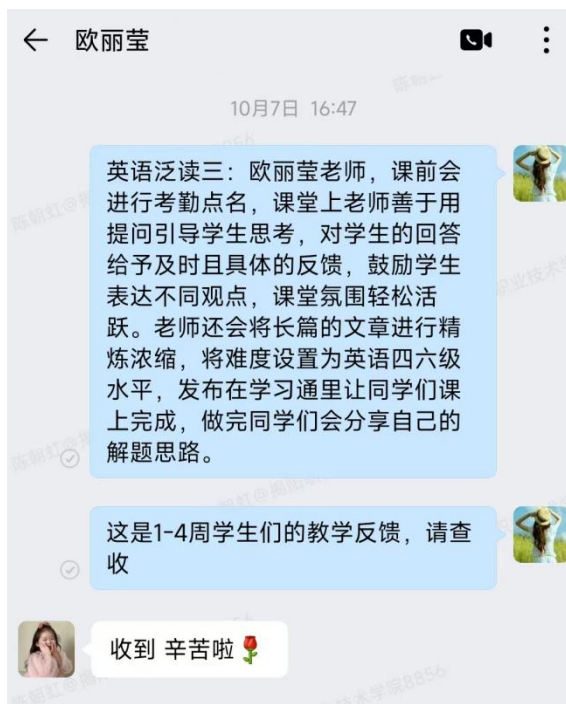 欧丽莹
10月7日 16:47
英语泛读三：欧丽莹老师，课前会
进行考勤点名，课堂上老师善于用
提问引导学生思考，对学生的回答
给予及时且具体的反馈，鼓励学生
表达不同观点，课堂氛围轻松活
跃。老师还会将长篇的文章进行精
炼浓缩，将难度设置为英语四六级
水平，发布在学习通里让同学们课
上完成，做完同学们会分享自己的
解题思路。
这是1-4周学生们的教学反馈，请查
收
收到 辛苦啦🌹